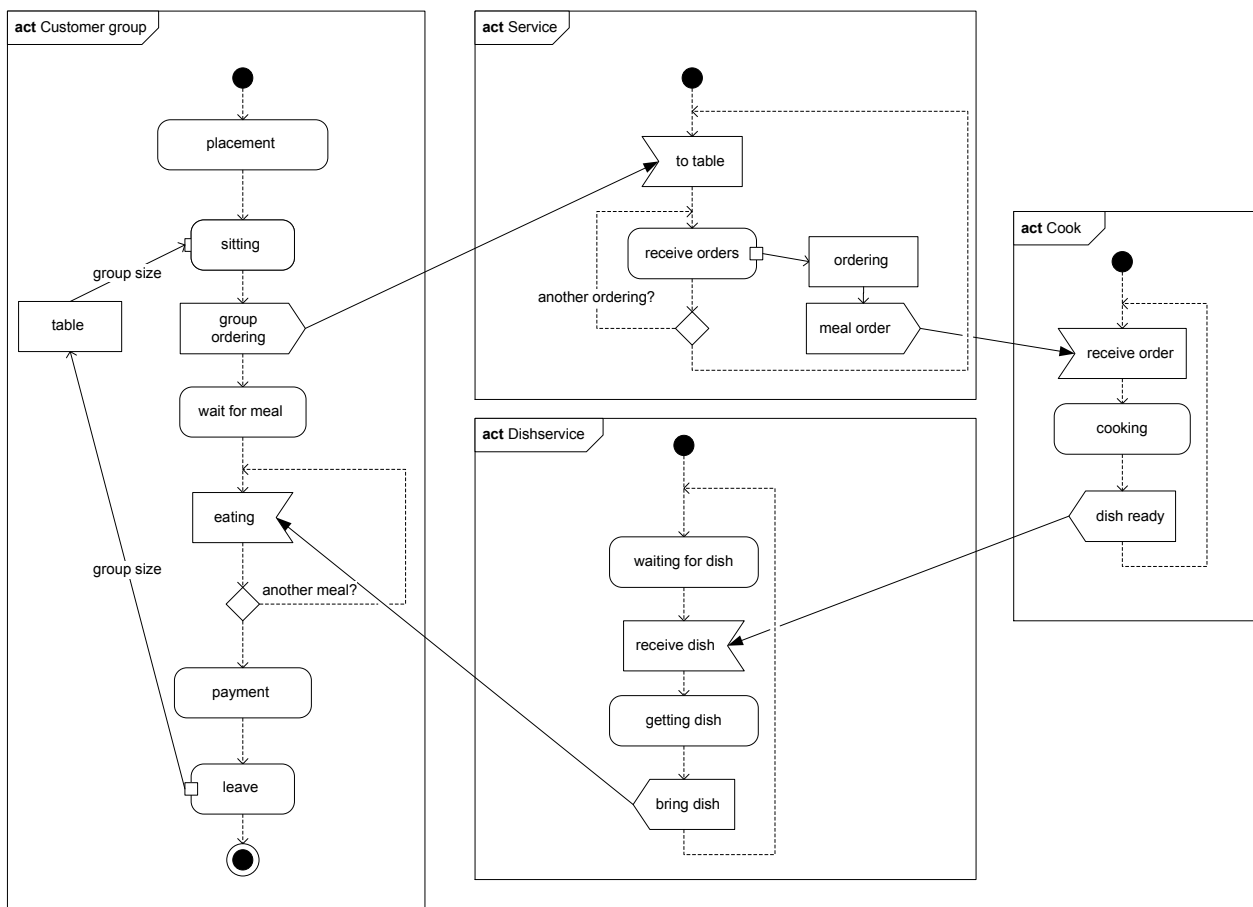 act Customer group
placement
sitting
group size
table
group
ordering
wait for meal
eating
group size
another meal?
payment
leave
act Service
to table
receive orders
ordering
another ordering?
meal order
act Cook
receive order
cooking
dish ready
act Dishservice
waiting for dish
receive dish
getting dish
bring dish